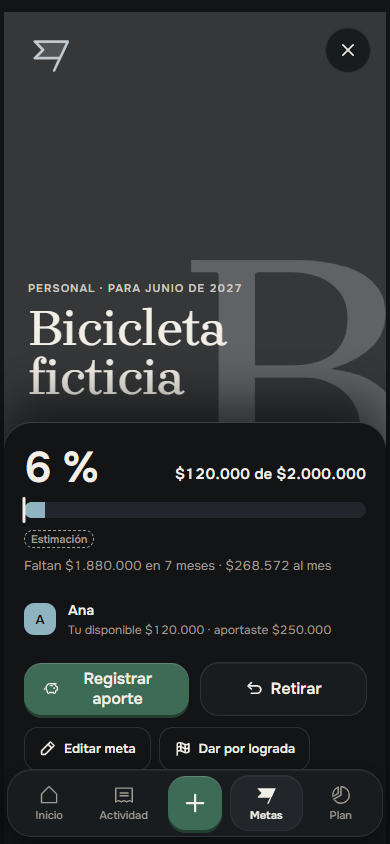 PERSONAL · PARA JUNIO DE 2027
B
Bicicleta
ficticia
6 %
$120.000 de $2.000.000
Estimación
Faltan $1.880.000 en 7 meses · $268.572 al mes
A
Ana
Tu disponible $120.000 · aportaste $250.000
Registrar
aporte
Retirar
Editar meta
Dar por lograda
Inicio
Actividad
Metas
Plan